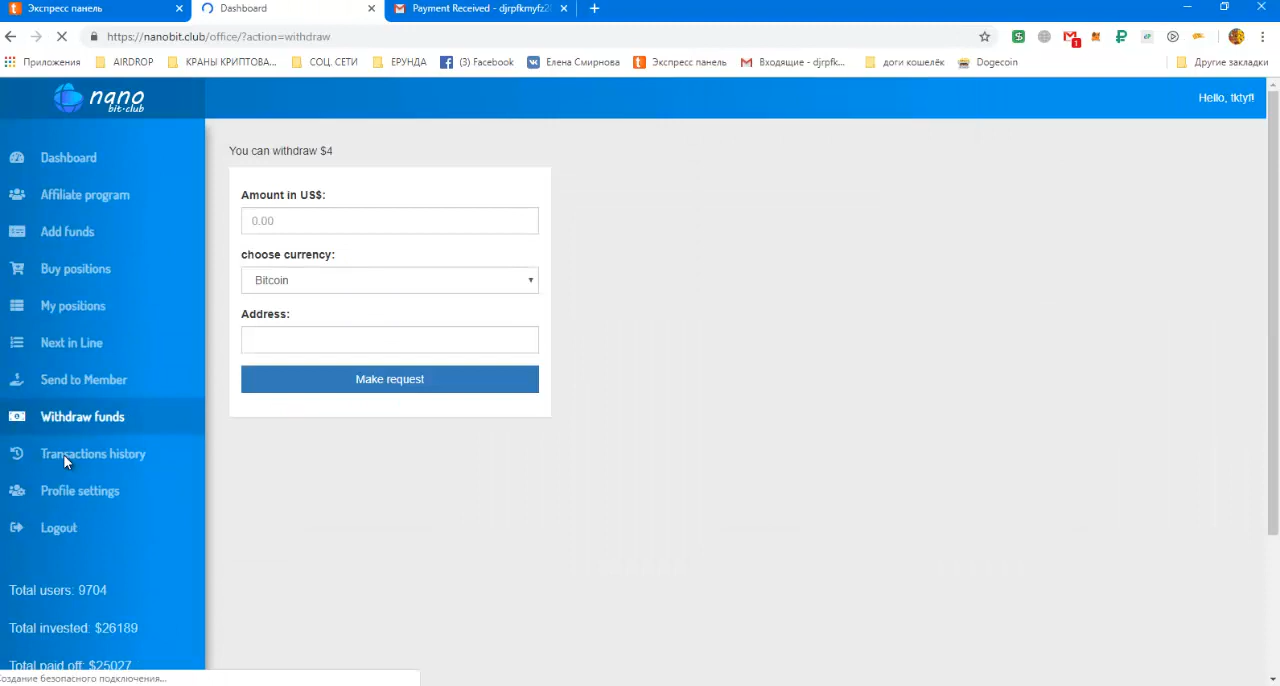 Экспресс панель
Dashboard
Payment Received - djrpfkmyfz2
https://nanobit.club/office/?action=withdraw
1
Приложения
AIRDROP
КРАНЫ КРИПТОВА...
СОЦ. СЕТИ
ЕРУНДА
(3) Facebook
Елена Смирнова
Экспресс панель
Входящие - djrpfk...
доги кошелёк
Dogecoin
Другие закладки
nano
bit·club
Hello, tktyf!
Dashboard
Affiliate program
Add funds
Buy positions
My positions
Next in Line
Send to Member
Withdraw funds
Transactions history
Profile settings
Logout
Total users: 9704
Total invested: $26189
Total paid off: $25027
You can withdraw $4
Amount in US$:
0.00
choose currency:
Bitcoin
Address:
Make request
Создание безопасного подключения...